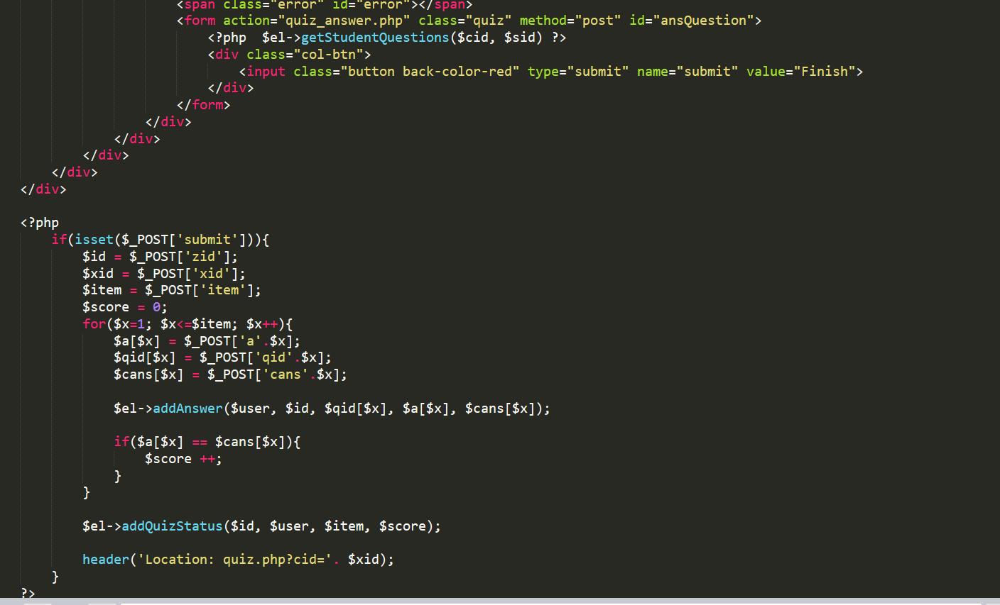 <span class="error" id="error"></span>
<form action="quiz_answer.php" class="quiz" method="post" id="ansQuestion">
<?php  $el->getStudentQuestions($cid, $sid) ?>
<div class="col-btn">
<input class="button back-color-red" type="submit" name="submit" value="Finish">
</div>
</form>
</div>
</div>
</div>
</div>
</div>
<?php
if(isset($_POST['submit'])){
$id = $_POST['zid'];
$xid = $_POST['xid'];
$item = $_POST['item'];
$score = 0;
for($x=1; $x<=$item; $x++){
$a[$x] = $_POST['a'.$x];
$qid[$x] = $_POST['qid'.$x];
$cans[$x] = $_POST['cans'.$x];
$el->addAnswer($user, $id, $qid[$x], $a[$x], $cans[$x]);
if($a[$x] == $cans[$x]){
$score ++;
}
}
$el->addQuizStatus($id, $user, $item, $score);
header('Location: quiz.php?cid='. $xid);
}
?>